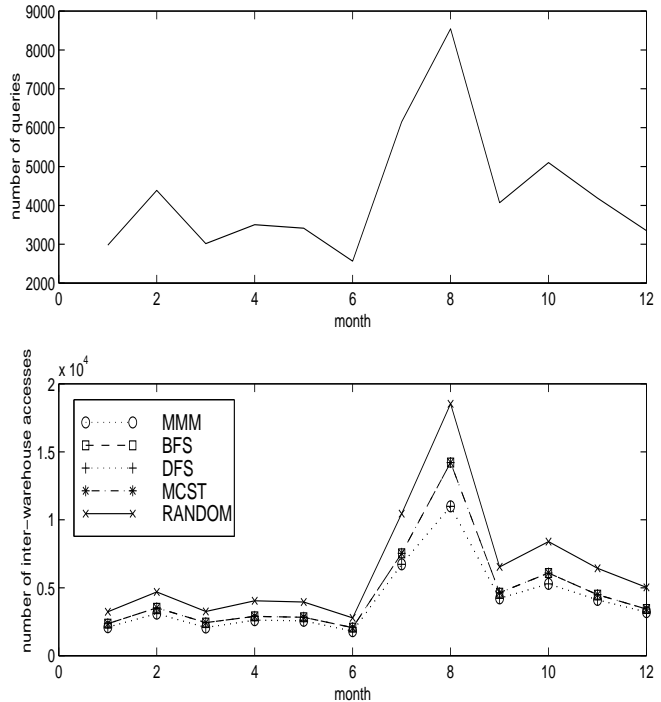 9000
8000
7000
6000
5000
4000
3000
2000
number of queries
0 2 4 6 8 10 12
month
x 10^4
2
1.5
1
0.5
0
number of inter-warehouse accesses
MMM
BFS
DFS
MCST
RANDOM
0 2 4 6 8 10 12
month